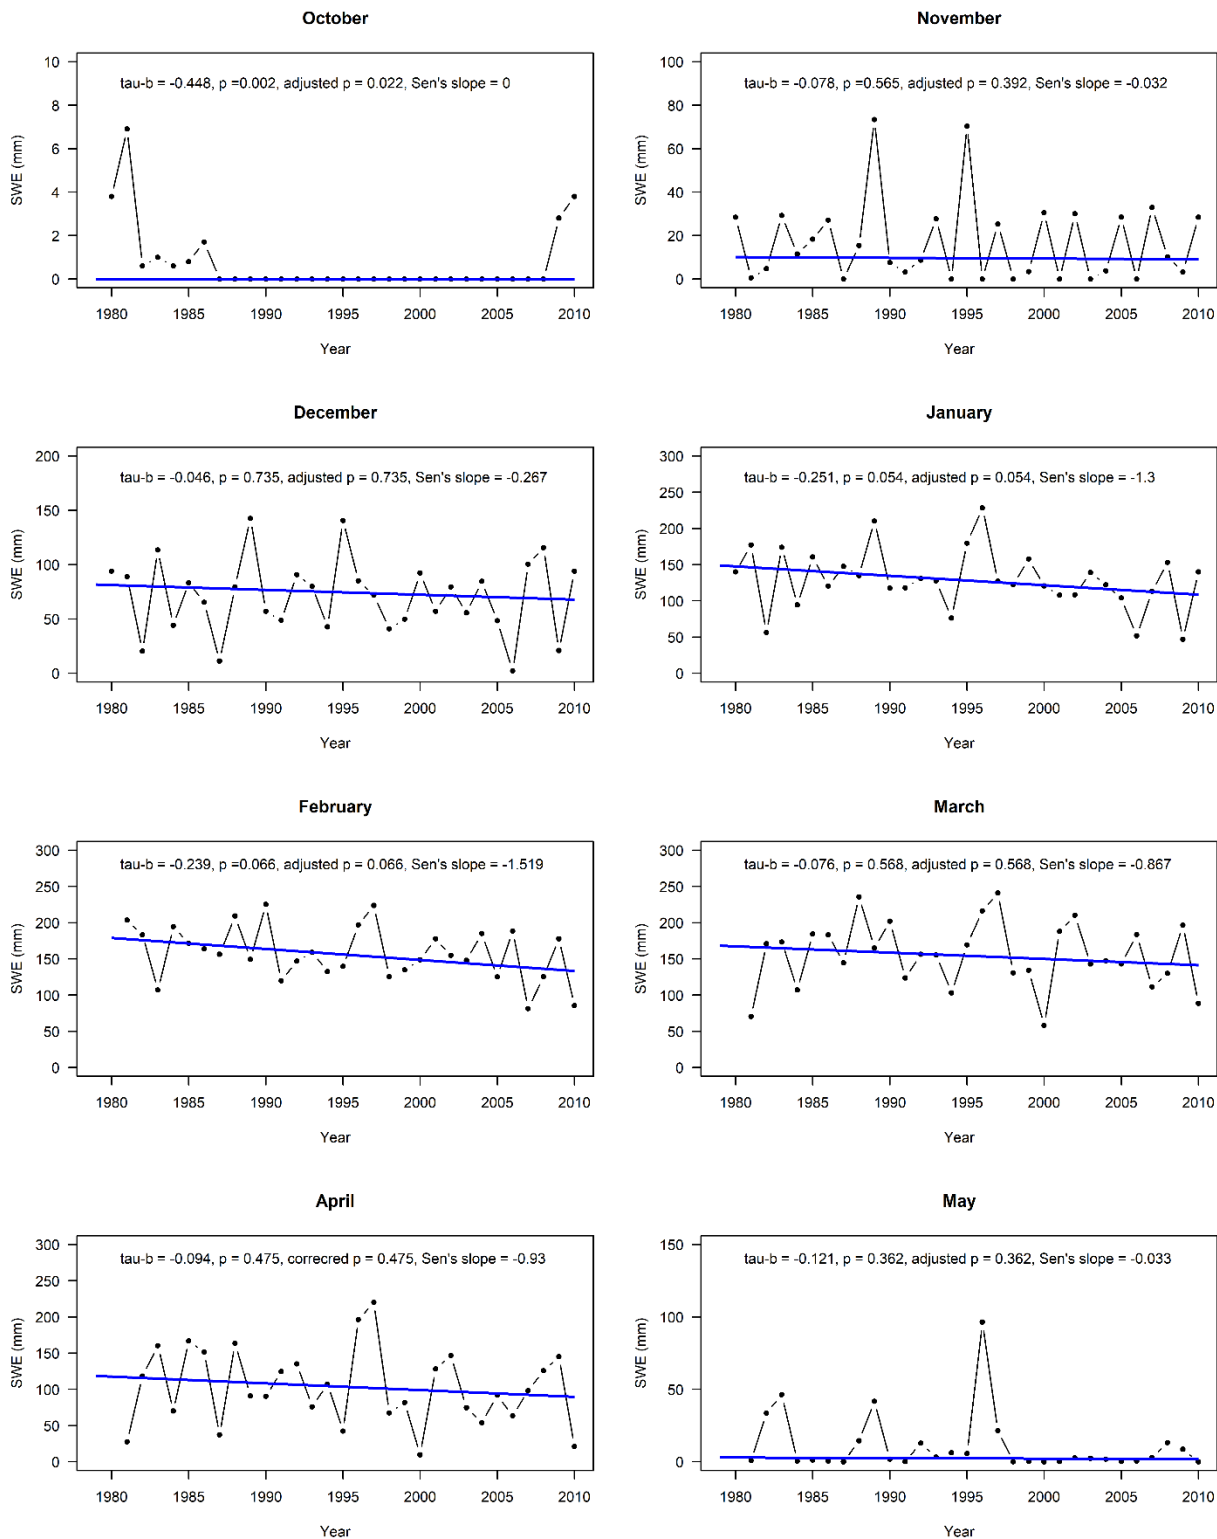 October
tau-b = -0.448, p =0.002, adjusted p = 0.022, Sen's slope = 0
SWE (mm)
10
8
6
4
2
0
1980 1985 1990 1995 2000 2005 2010
Year
November
tau-b = -0.078, p =0.565, adjusted p = 0.392, Sen's slope = -0.032
SWE (mm)
100
80
60
40
20
0
1980 1985 1990 1995 2000 2005 2010
Year
December
tau-b = -0.046, p = 0.735, adjusted p = 0.735, Sen's slope = -0.267
SWE (mm)
200
150
100
50
0
1980 1985 1990 1995 2000 2005 2010
Year
January
tau-b = -0.251, p = 0.054, adjusted p = 0.054, Sen's slope = -1.3
SWE (mm)
300
250
200
150
100
50
0
1980 1985 1990 1995 2000 2005 2010
Year
February
tau-b = -0.239, p =0.066, adjusted p = 0.066, Sen's slope = -1.519
SWE (mm)
300
250
200
150
100
50
0
1980 1985 1990 1995 2000 2005 2010
Year
March
tau-b = -0.076, p = 0.568, adjusted p = 0.568, Sen's slope = -0.867
SWE (mm)
300
250
200
150
100
50
0
1980 1985 1990 1995 2000 2005 2010
Year
April
tau-b = -0.094, p = 0.475, correcred p = 0.475, Sen's slope = -0.93
SWE (mm)
300
250
200
150
100
50
0
1980 1985 1990 1995 2000 2005 2010
Year
May
tau-b = -0.121, p = 0.362, adjusted p = 0.362, Sen's slope = -0.033
SWE (mm)
150
100
50
0
1980 1985 1990 1995 2000 2005 2010
Year